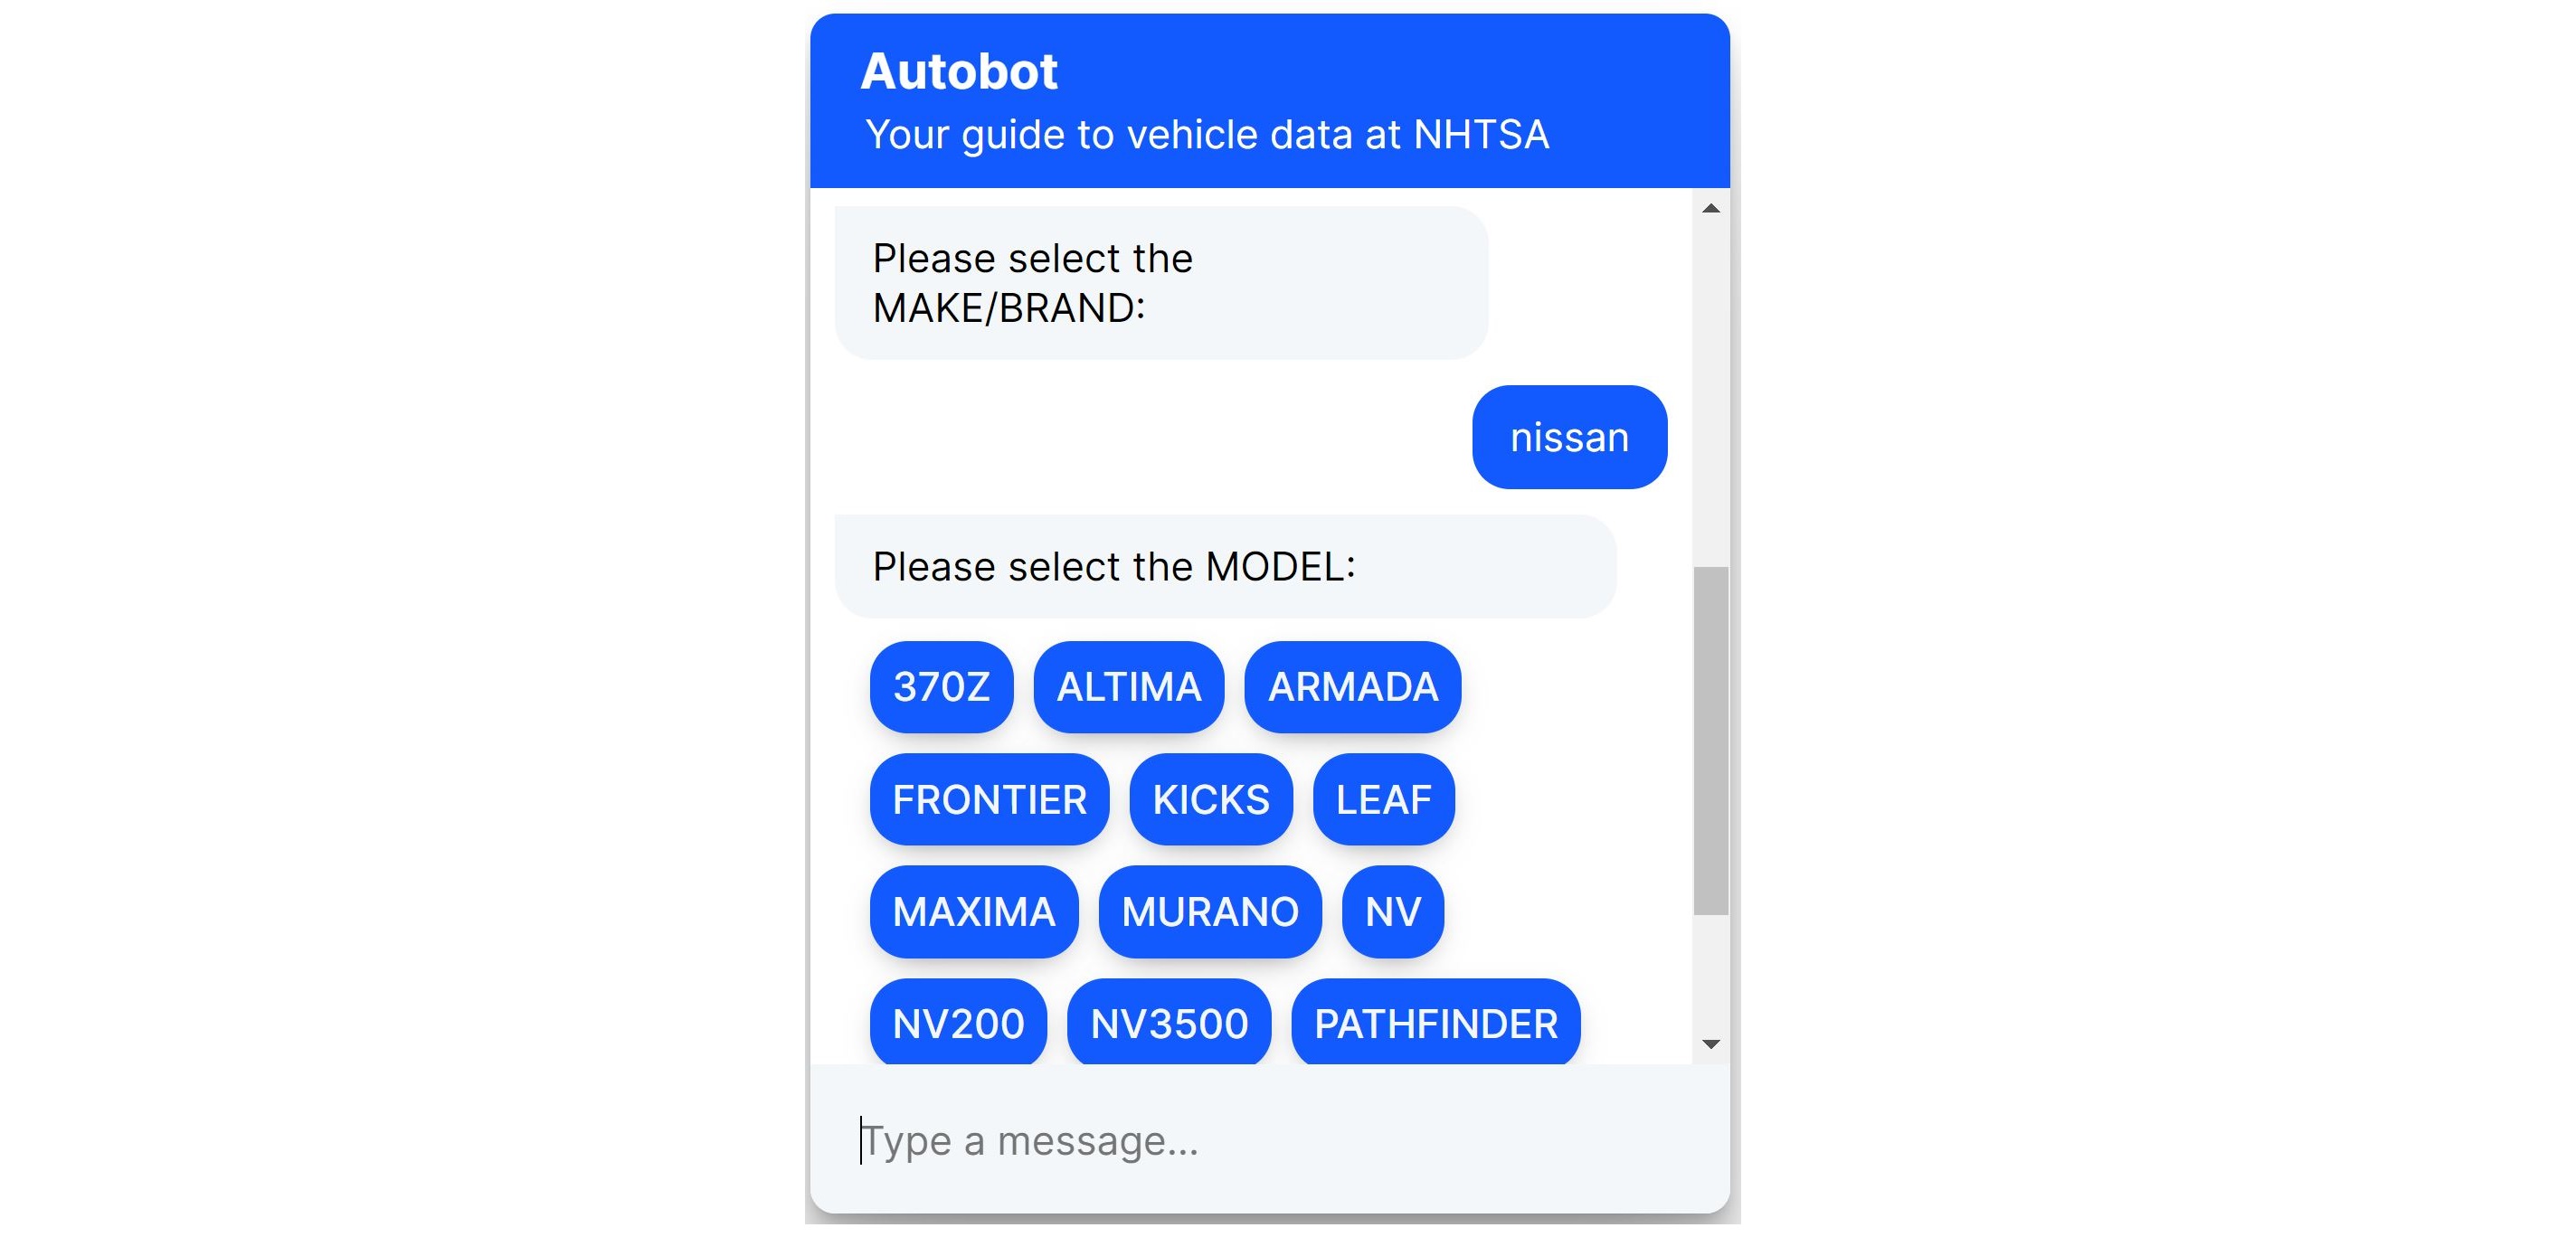 Autobot
Your guide to vehicle data at NHTSA
Please select the
MAKE/BRAND:
nissan
Please select the MODEL:
370Z ALTIMA ARMADA
FRONTIER KICKS LEAF
MAXIMA MURANO NV
NV200 NV3500 PATHFINDER
Type a message...